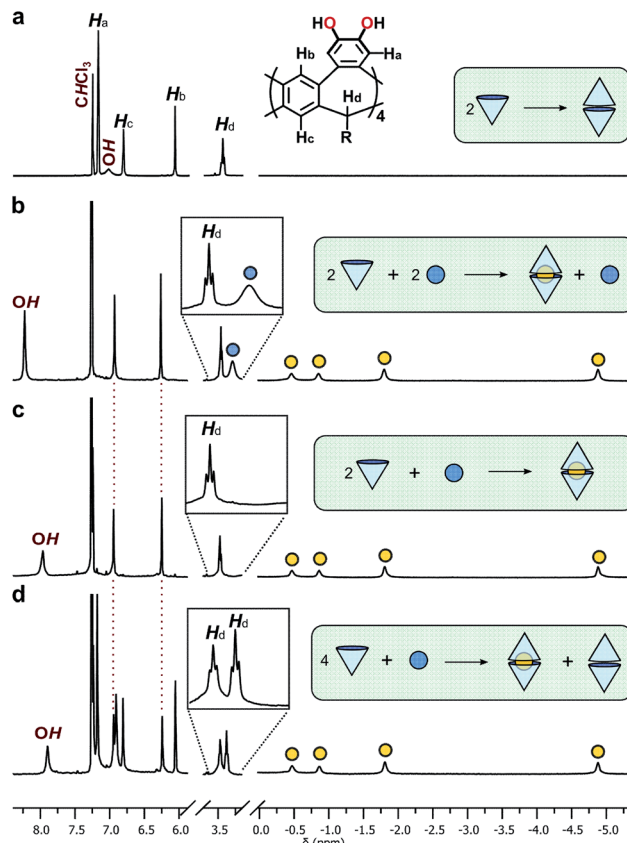 a
HO OH
Hb Ha
Hd
4
Hc R
CHCl3
Ha
OH
Hc
Hb
Hd
2
b
OH
Hd
2 + 2 +
c
OH
Hd
2 +
d
OH
Hd Hd
4 + +
8.0 7.5 7.0 6.5 6.0 3.5 0.0 -0.5 -1.0 -1.5 -2.0 -2.5 -3.0 -3.5 -4.0 -4.5 -5.0
δ (ppm)